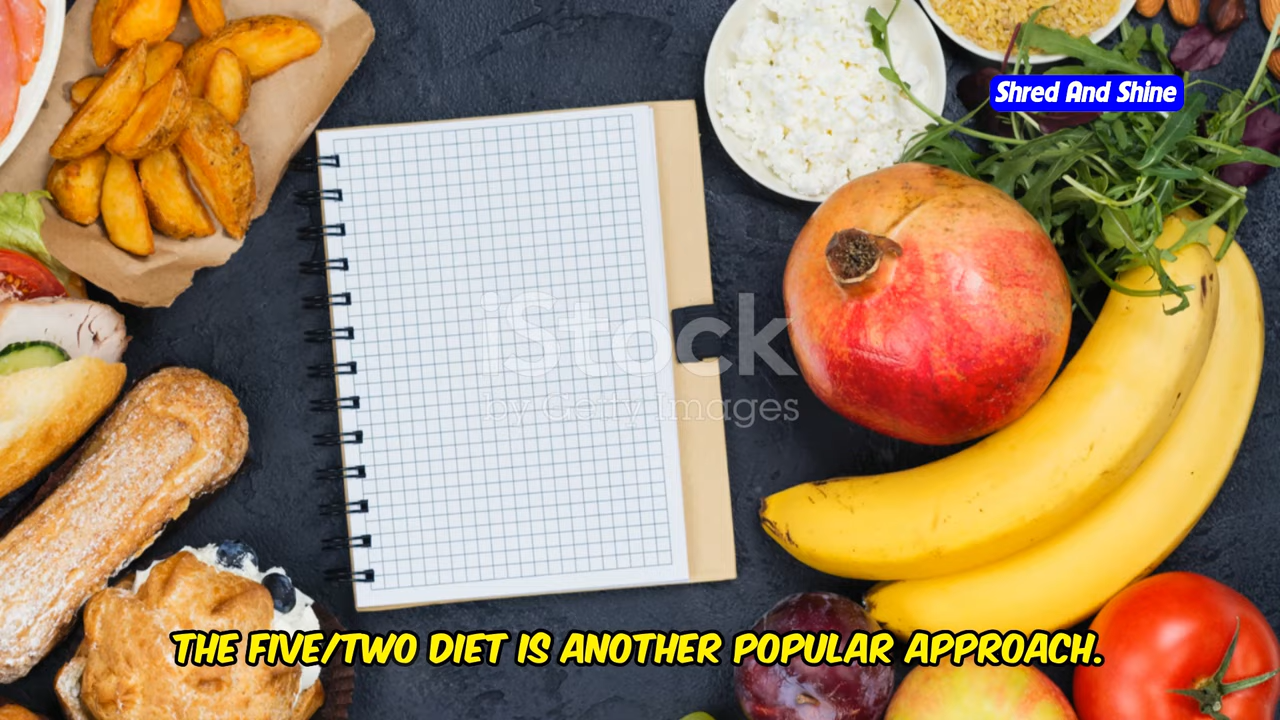 Shred And Shine
iStock
by Getty Images
THE FIVE/TWO DIET IS ANOTHER POPULAR APPROACH.